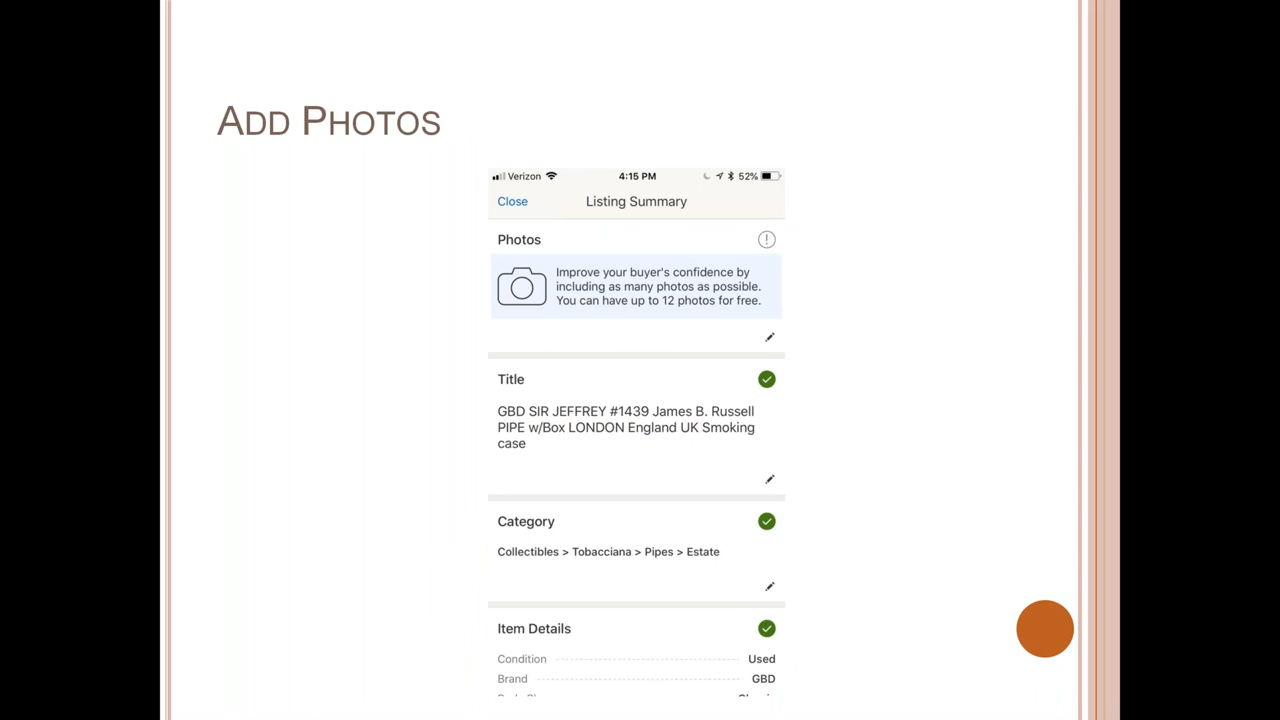 ADD PHOTOS
Verizon 4:15 PM 52%
Close Listing Summary
Photos
Improve your buyer's confidence by
including as many photos as possible.
You can have up to 12 photos for free.
Title
GBD SIR JEFFREY #1439 James B. Russell
PIPE w/Box LONDON England UK Smoking
case
Category
Collectibles > Tobacciana > Pipes > Estate
Item Details
Condition Used
Brand GBD